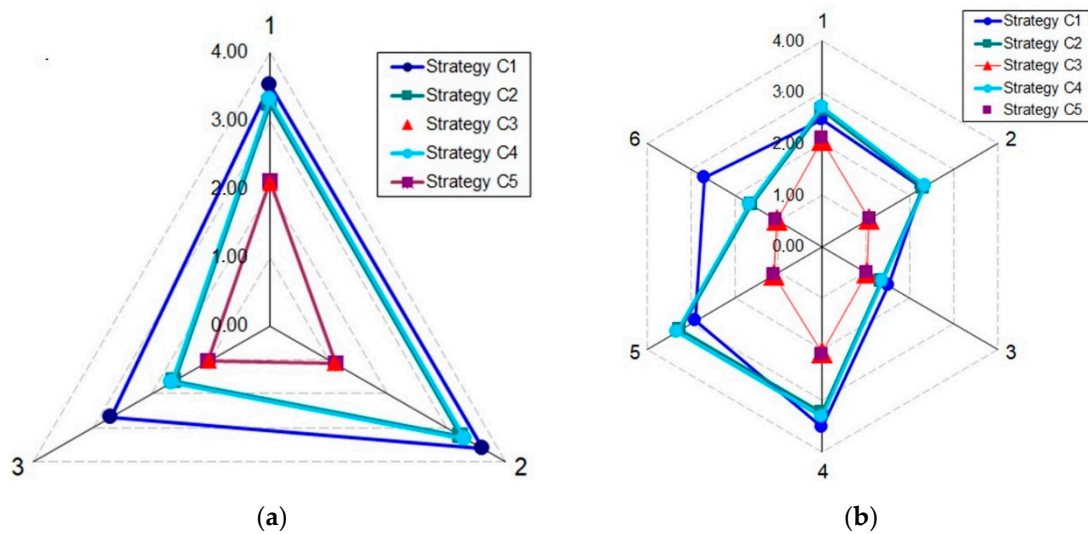 1
4.00
3.00
2.00
1.00
0.00
2
3
Strategy C1
Strategy C2
Strategy C3
Strategy C4
Strategy C5
(a)
1
4.00
3.00
2.00
1.00
0.00
2
3
4
5
6
Strategy C1
Strategy C2
Strategy C3
Strategy C4
Strategy C5
(b)